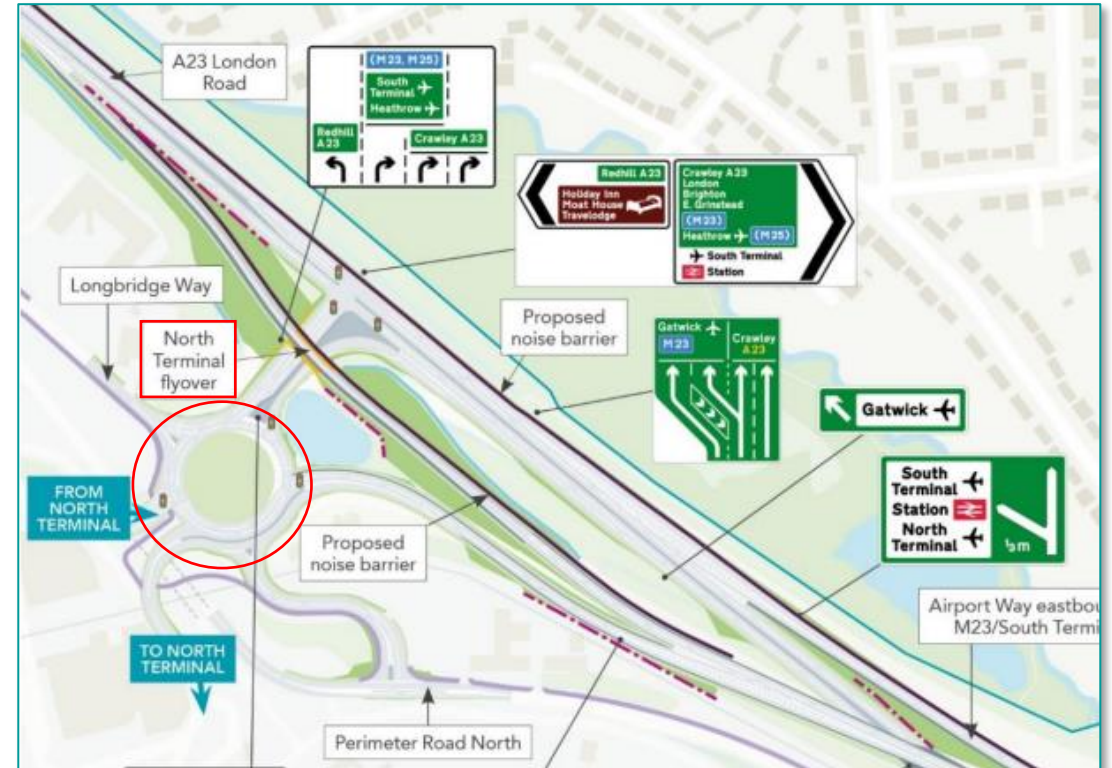 A23 London
Road
(M23, M25)
South
Terminal
Heathrow
Redhill
A23
Crawley A23
Redhill A23
Holiday Inn
Moat House
Travelodge
Crawley A23
London
Brighton
E. Grinstead
(M23)
Heathrow (M25)
South Terminal
Station
Longbridge Way
North
Terminal
flyover
Proposed
noise barrier
Gatwick
M23
Crawley
A23
Gatwick
South
Terminal
Station
North
Terminal
FROM
NORTH
TERMINAL
Proposed
noise barrier
Airport Way eastbou
M23/South Termi
TO NORTH
TERMINAL
Perimeter Road North